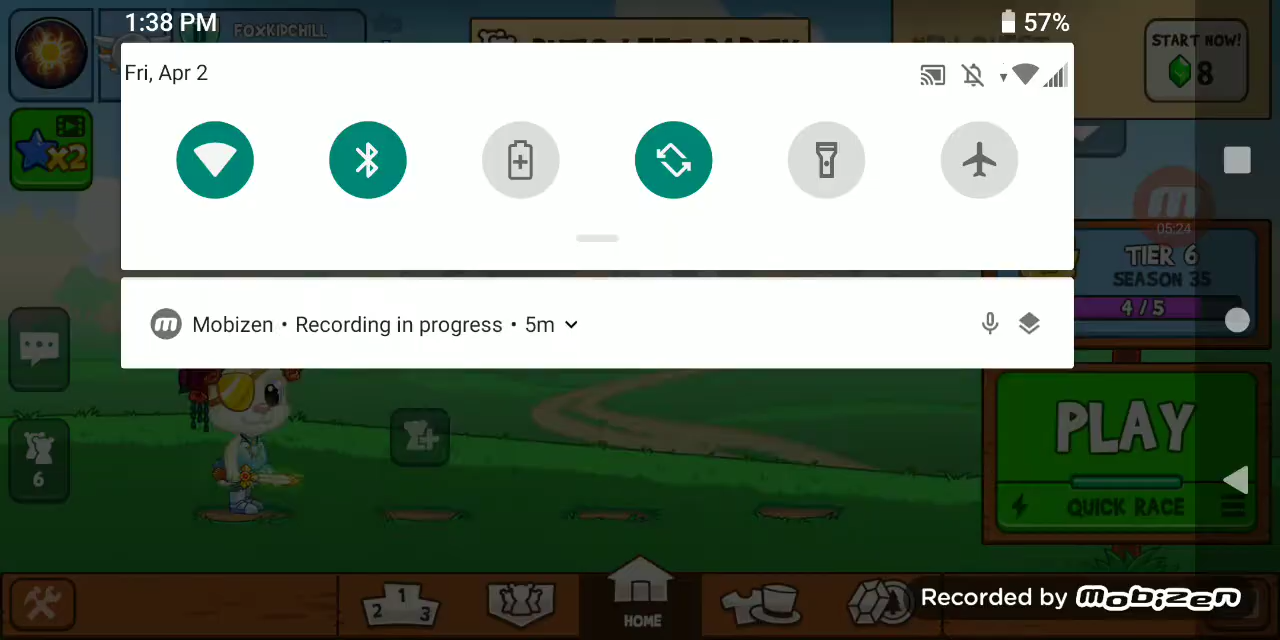 1:38 PM
57%
FOXKIDCHILL
START NOW!
8
Fri, Apr 2
x2
05:24
TIER 6
SEASON 35
4 / 5
Mobizen • Recording in progress • 5m
6
PLAY
QUICK RACE
2 1 3
HOME
Recorded by mobizen